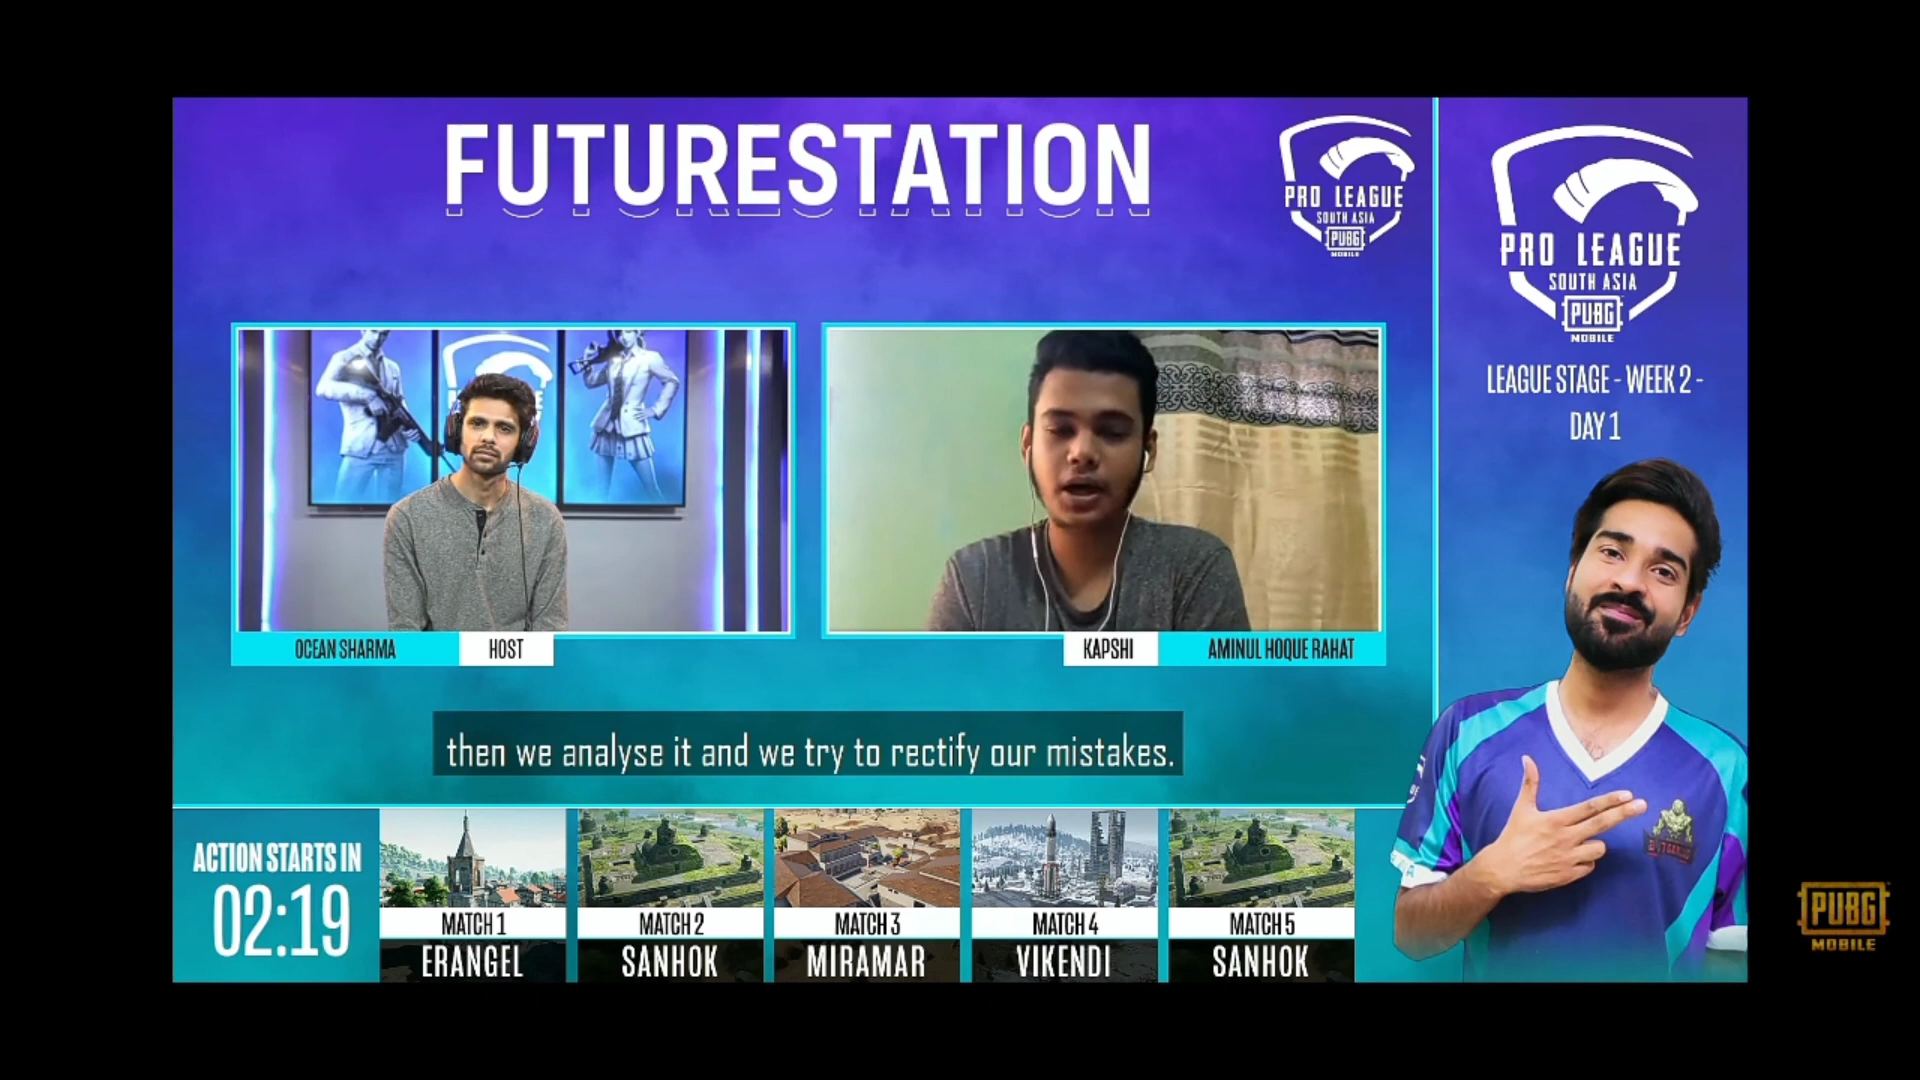 FUTURESTATION
PRO LEAGUE
SOUTH ASIA
PUBG
MOBILE
PRO LEAGUE
SOUTH ASIA
PUBG
MOBILE
LEAGUE STAGE - WEEK 2 -
DAY 1
OCEAN SHARMA
HOST
KAPSHI
AMINUL HOQUE RAHAT
then we analyse it and we try to rectify our mistakes.
ACTION STARTS IN
02:19
MATCH 1
ERANGEL
MATCH 2
SANHOK
MATCH 3
MIRAMAR
MATCH 4
VIKENDI
MATCH 5
SANHOK
PUBG
MOBILE